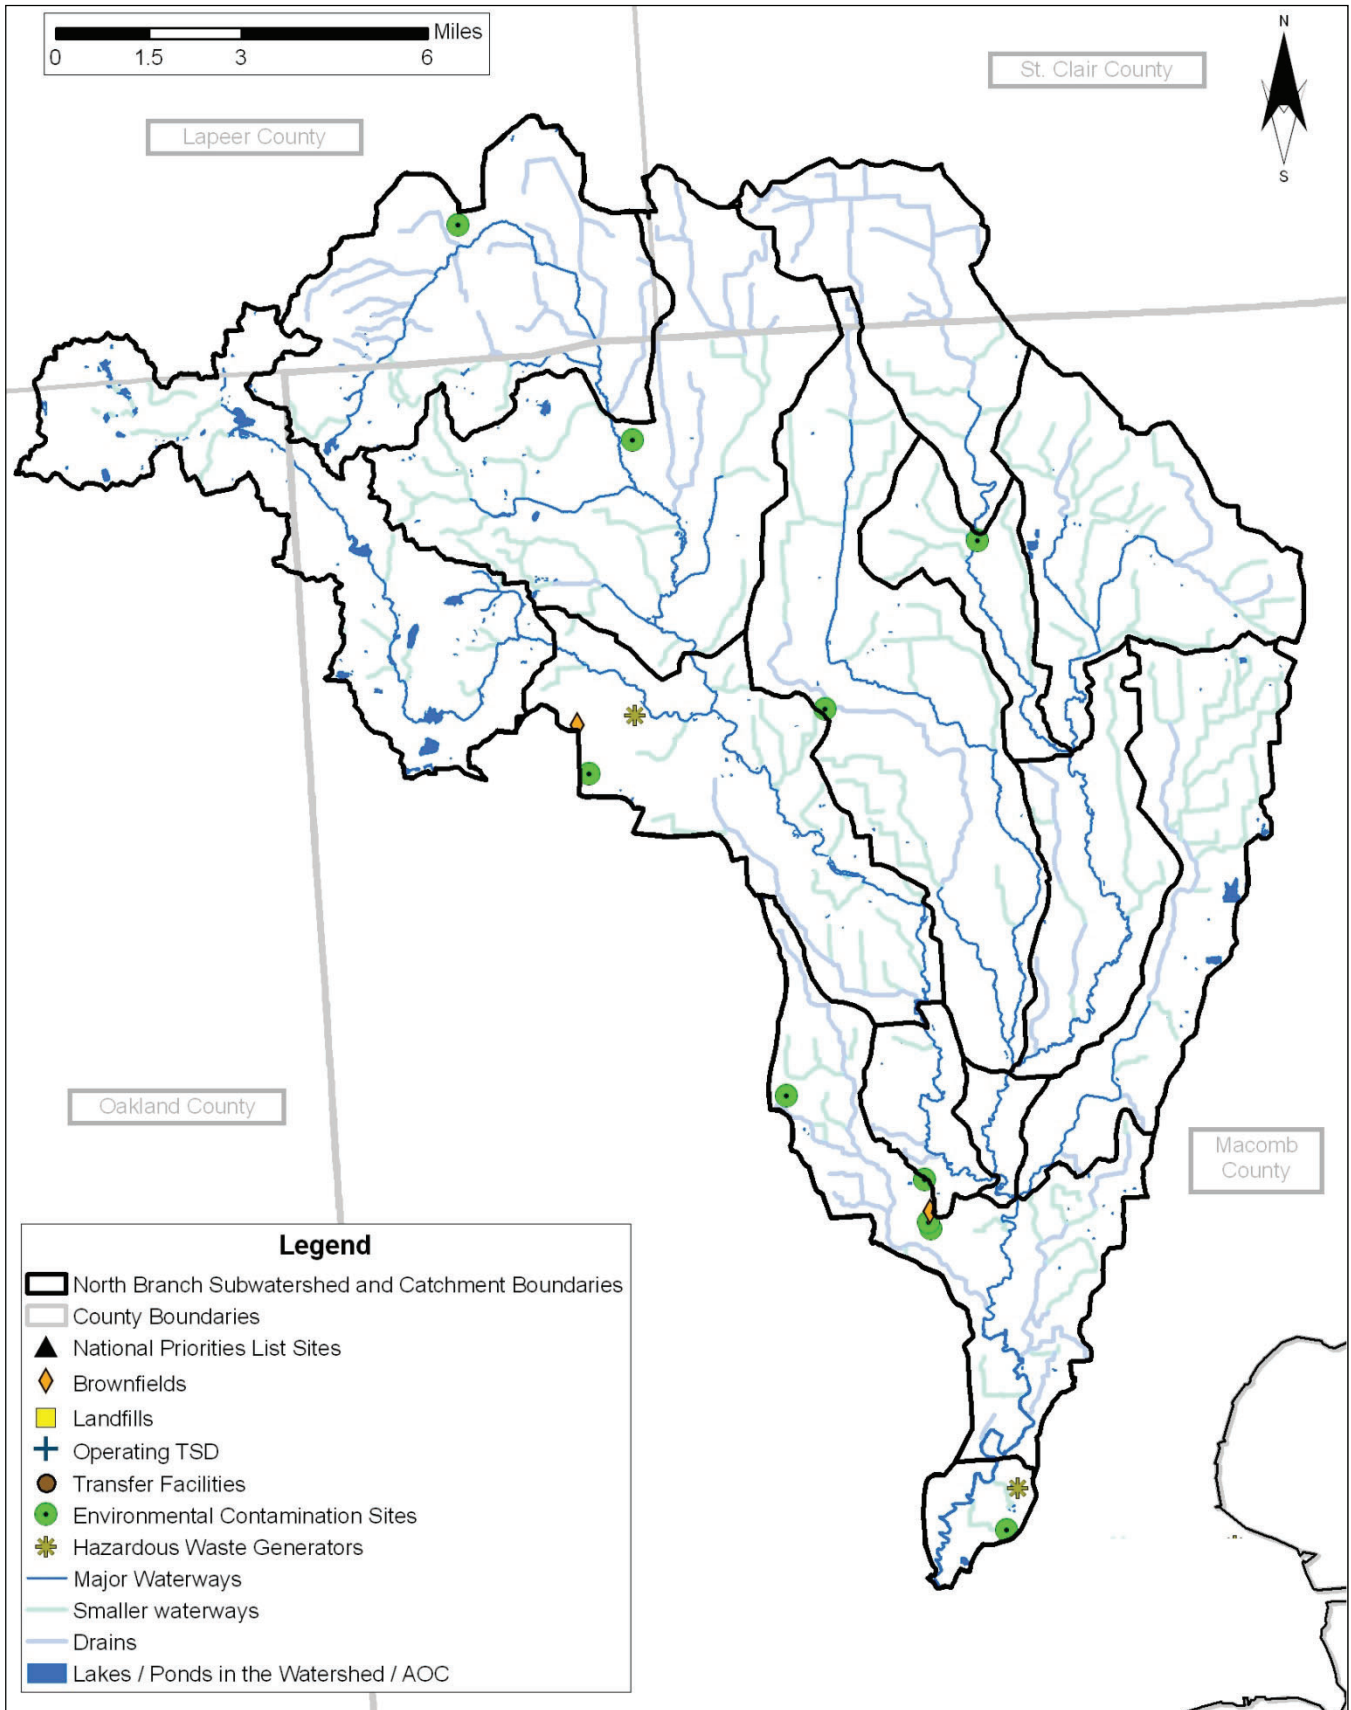 Miles
0 1.5 3 6
N
S
St. Clair County
Lapeer County
Oakland County
Macomb
County
Legend
North Branch Subwatershed and Catchment Boundaries
County Boundaries
National Priorities List Sites
Brownfields
Landfills
Operating TSD
Transfer Facilities
Environmental Contamination Sites
Hazardous Waste Generators
Major Waterways
Smaller waterways
Drains
Lakes / Ponds in the Watershed / AOC